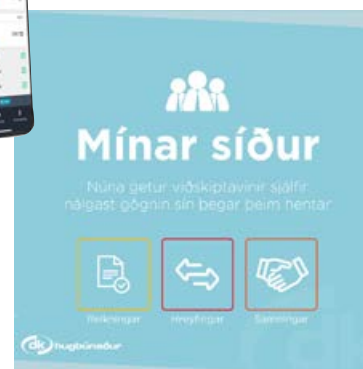 Mínar síður
Núna getur viðskiptavinir sjálfir
nálgast gögnin sín þegar þeim hentar
Reikningar
Hreyfingar
Samningar
dk hugbúnaður